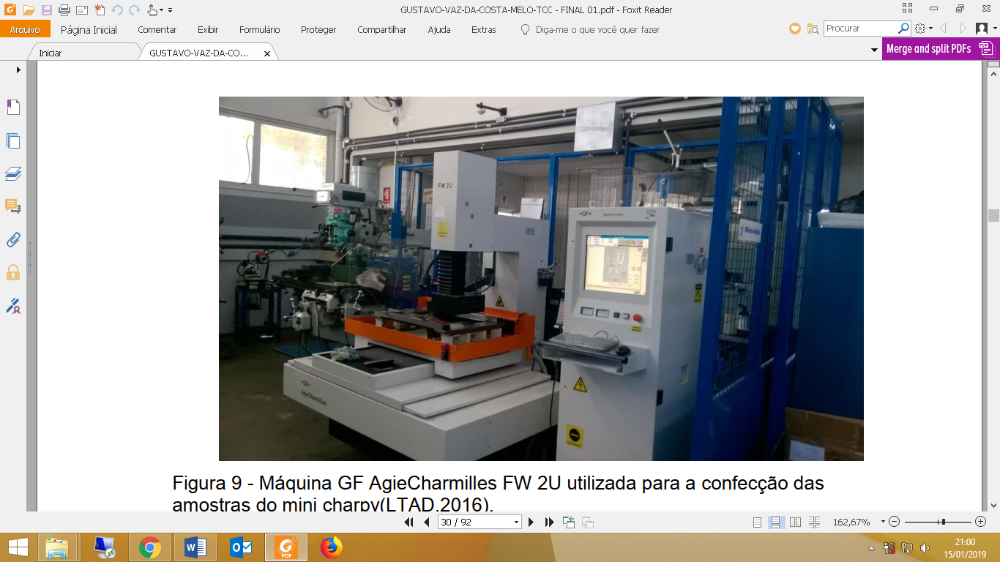 GUSTAVO-VAZ-DA-COSTA-MELO-TCC - FINAL 01.pdf - Foxit Reader
Arquivo Página Inicial Comentar Exibir Formulário Proteger Compartilhar Ajuda Extras Diga-me o que você quer fazer Procurar
Iniciar GUSTAVO-VAZ-DA-CO... Merge and split PDFs
FW 2U
+GF+ AgieCharmilles
+GF+
AgieCharmilles
Figura 9 - Máquina GF AgieCharmilles FW 2U utilizada para a confecção das
amostras do mini charpy(LTAD,2016).
30 / 92 162,67%
PDF
21:00
15/01/2019